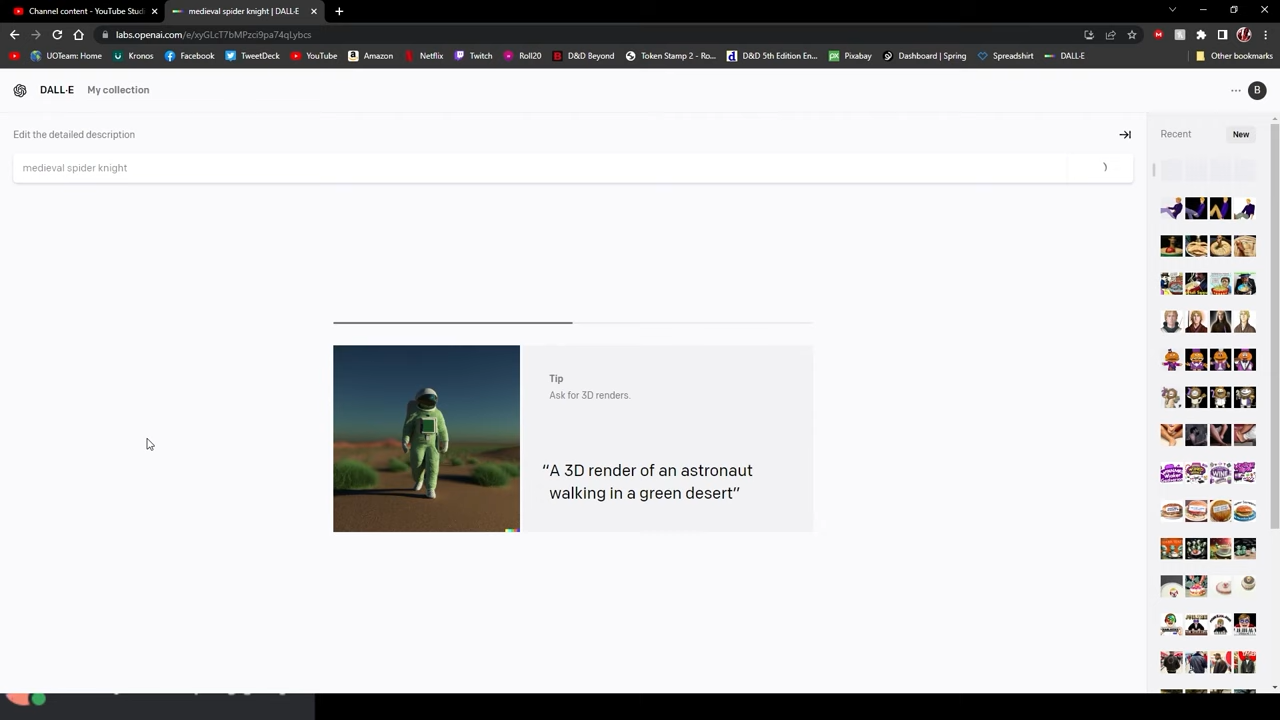 Channel content - YouTube Studi
medieval spider knight | DALL·E
labs.openai.com/e/xyGLcT7bMPzci9pa74qLybcs
UOTeam: Home
Kronos
Facebook
TweetDeck
YouTube
Amazon
Netflix
Twitch
Roll20
D&D Beyond
Token Stamp 2 - Ro...
D&D 5th Edition En...
Pixabay
Dashboard | Spring
Spreadshirt
DALL-E
Other bookmarks
DALL·E
My collection
B
Edit the detailed description
Recent
New
medieval spider knight
Tip
Ask for 3D renders.
“A 3D render of an astronaut
walking in a green desert”